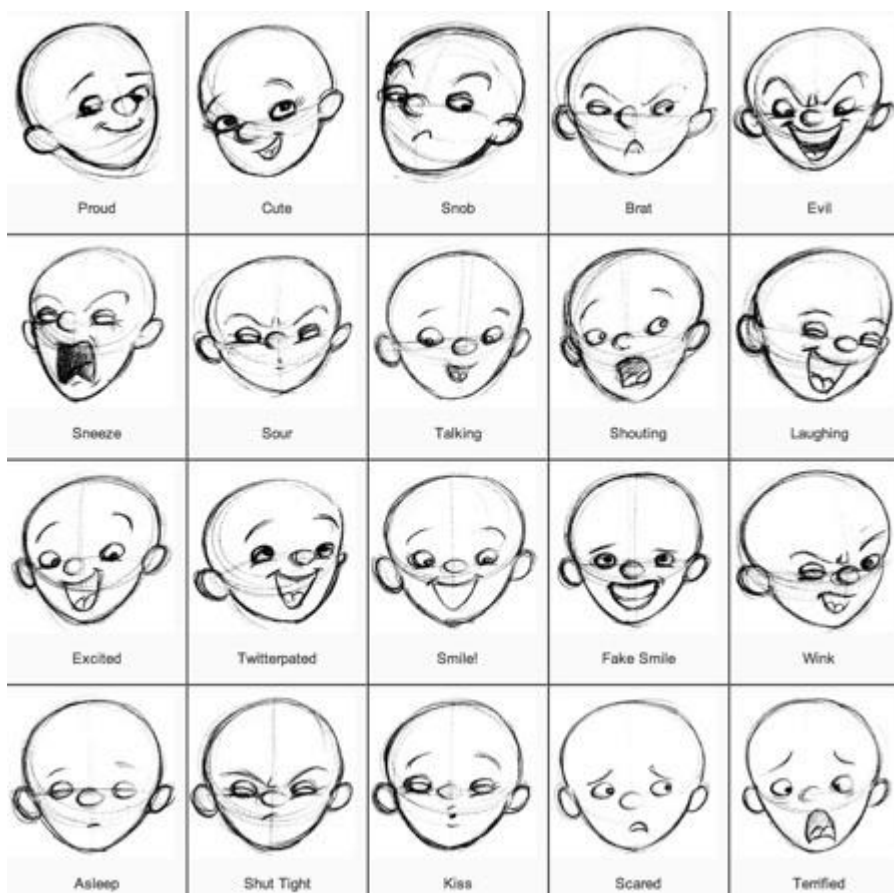 Proud
Cute
Snob
Brat
Evil
Sneeze
Sour
Talking
Shouting
Laughing
Excited
Twitterpated
Smile!
Fake Smile
Wink
Asleep
Shut Tight
Kiss
Scared
Terrified